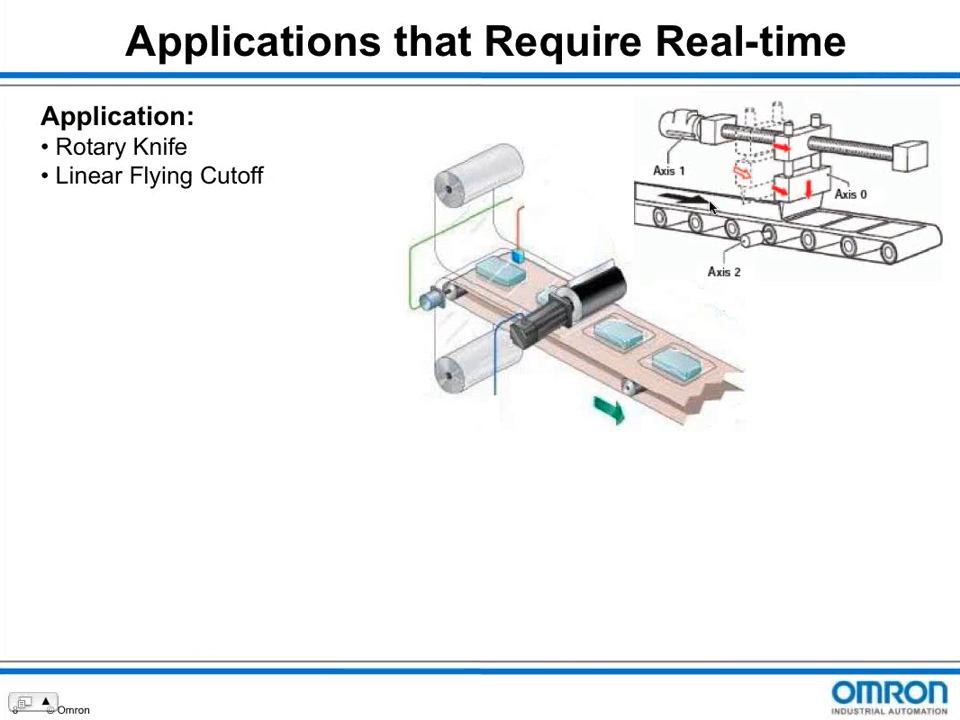 Applications that Require Real-time
Application:
• Rotary Knife
• Linear Flying Cutoff
Axis 1
Axis 0
Axis 2
8
© Omron
OMRON
INDUSTRIAL AUTOMATION